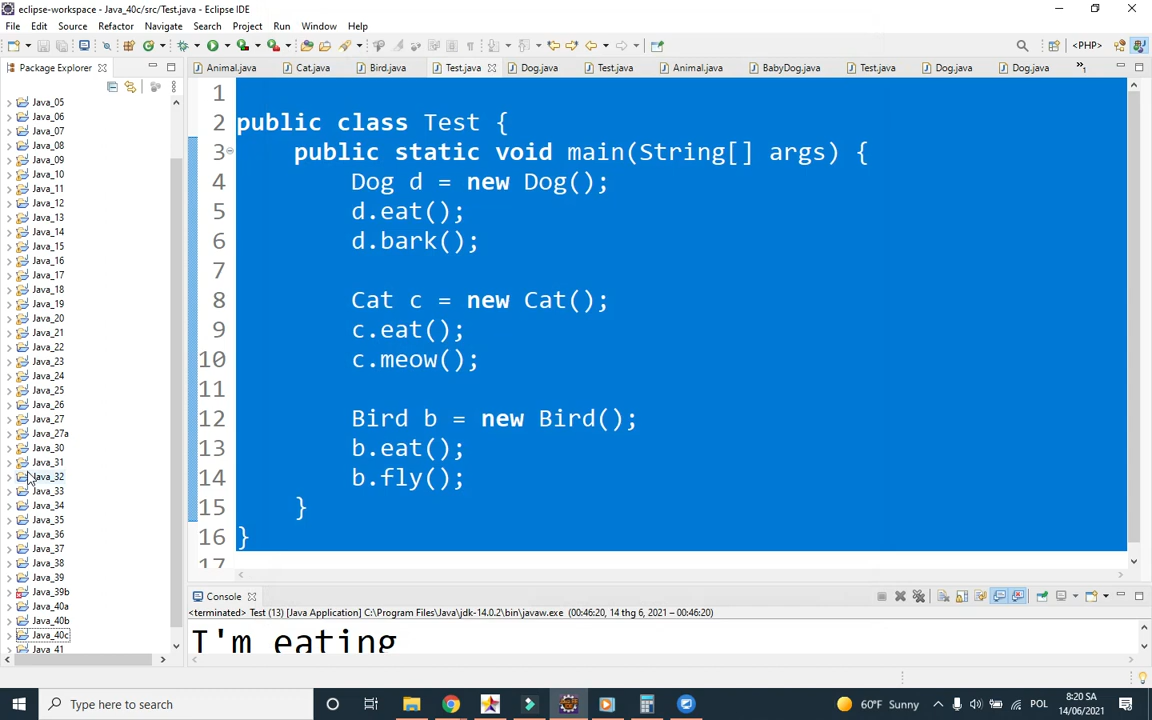 eclipse-workspace - Java_40c/src/Test.java - Eclipse IDE
File Edit Source Refactor Navigate Search Project Run Window Help
<PHP>
Package Explorer
Animal.java Cat.java Bird.java Test.java Dog.java Test.java Animal.java BabyDog.java Test.java Dog.java Dog.java »1
Java_05
Java_06
Java_07
Java_08
Java_09
Java_10
Java_11
Java_12
Java_13
Java_14
Java_15
Java_16
Java_17
Java_18
Java_19
Java_20
Java_21
Java_22
Java_23
Java_24
Java_25
Java_26
Java_27
Java_27a
Java_30
Java_31
Java_32
Java_33
Java_34
Java_35
Java_36
Java_37
Java_38
Java_39
Java_39b
Java_40a
Java_40b
Java_40c
Java_41
1
2 public class Test {
3 public static void main(String[] args) {
4 Dog d = new Dog();
5 d.eat();
6 d.bark();
7
8 Cat c = new Cat();
9 c.eat();
10 c.meow();
11
12 Bird b = new Bird();
13 b.eat();
14 b.fly();
15 }
16 }
17
Console
<terminated> Test (13) [Java Application] C:\Program Files\Java\jdk-14.0.2\bin\javaw.exe (00:46:20, 14 thg 6, 2021 – 00:46:20)
I'm eating
Type here to search
60°F Sunny
POL
8:20 SA
14/06/2021